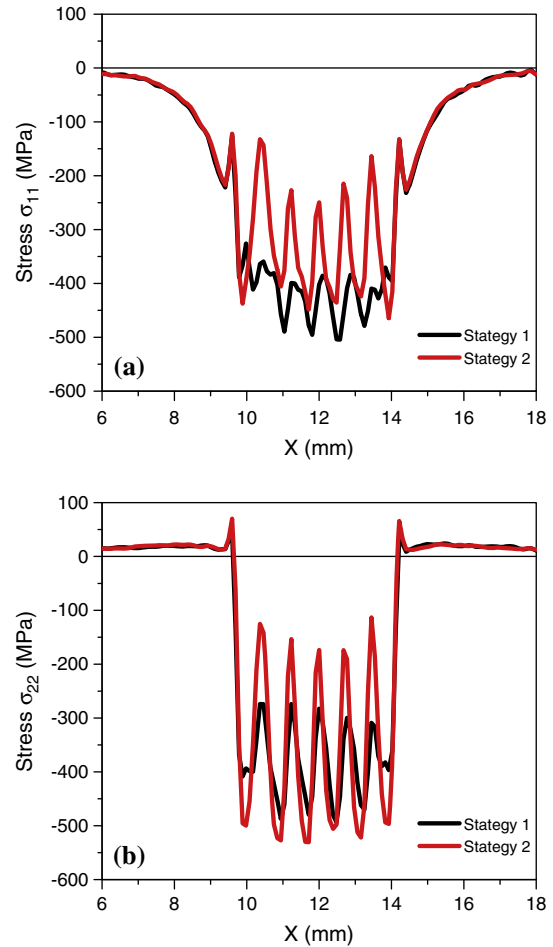 100
0
-100
-200
-300
-400
-500
-600
Stress σ11 (MPa)
(a)
Stategy 1
Stategy 2
6 8 10 12 14 16 18
X (mm)
100
0
-100
-200
-300
-400
-500
-600
Stress σ22 (MPa)
(b)
Stategy 1
Stategy 2
6 8 10 12 14 16 18
X (mm)